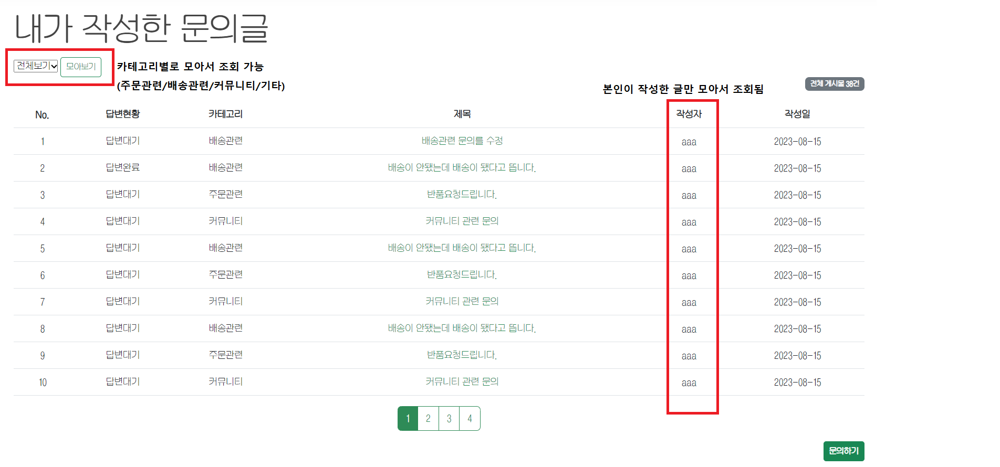 내가 작성한 문의글
전체보기 모아보기 카테고리별로 모아서 조회 가능
(주문관련/배송관련/커뮤니티/기타)
본인이 작성한 글만 모아서 조회됨 전체 게시물 38건
No. 답변현황 카테고리 제목 작성자 작성일
1 답변대기 배송관련 배송관련 문의를 수정 aaa 2023-08-15
2 답변완료 배송관련 배송이 안됐는데 배송이 됐다고 뜹니다. aaa 2023-08-15
3 답변대기 주문관련 반품요청드립니다. aaa 2023-08-15
4 답변대기 커뮤니티 커뮤니티 관련 문의 aaa 2023-08-15
5 답변대기 배송관련 배송이 안됐는데 배송이 됐다고 뜹니다. aaa 2023-08-15
6 답변대기 주문관련 반품요청드립니다. aaa 2023-08-15
7 답변대기 커뮤니티 커뮤니티 관련 문의 aaa 2023-08-15
8 답변대기 배송관련 배송이 안됐는데 배송이 됐다고 뜹니다. aaa 2023-08-15
9 답변대기 주문관련 반품요청드립니다. aaa 2023-08-15
10 답변대기 커뮤니티 커뮤니티 관련 문의 aaa 2023-08-15
1 2 3 4
문의하기